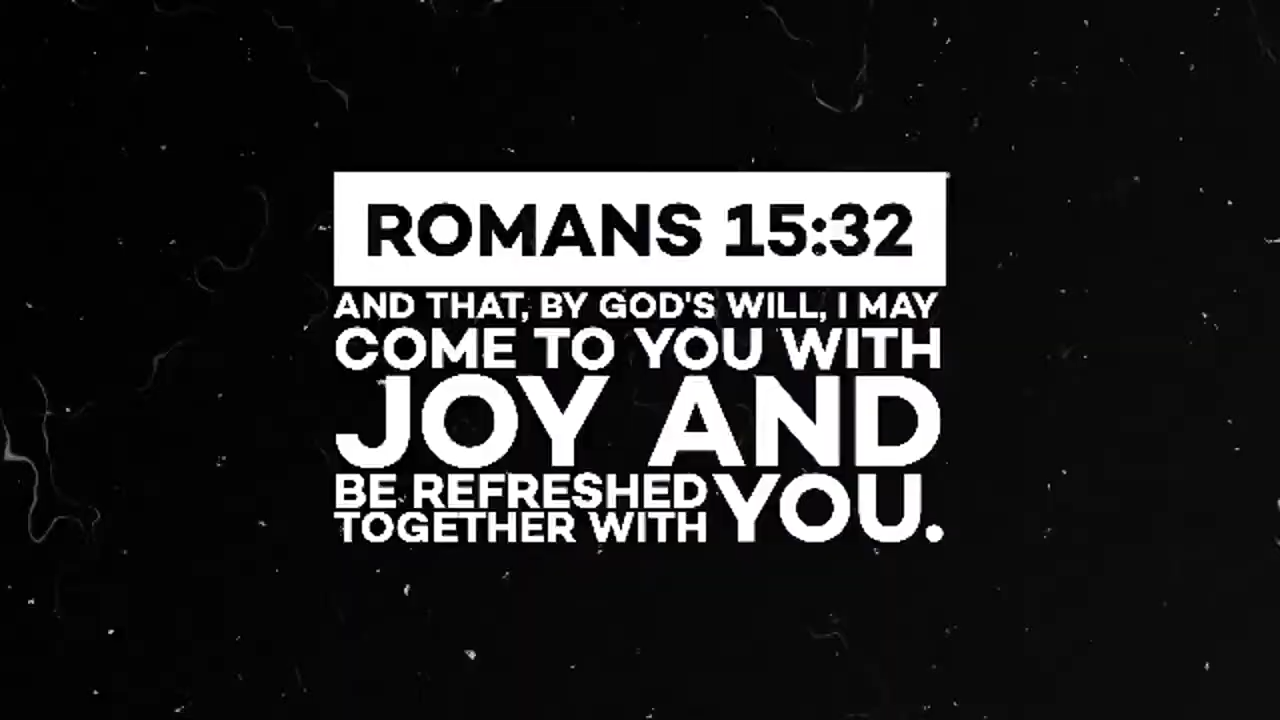 ROMANS 15:32
AND THAT, BY GOD'S WILL, I MAY
COME TO YOU WITH
JOY AND
BE REFRESHED
TOGETHER WITH
YOU.